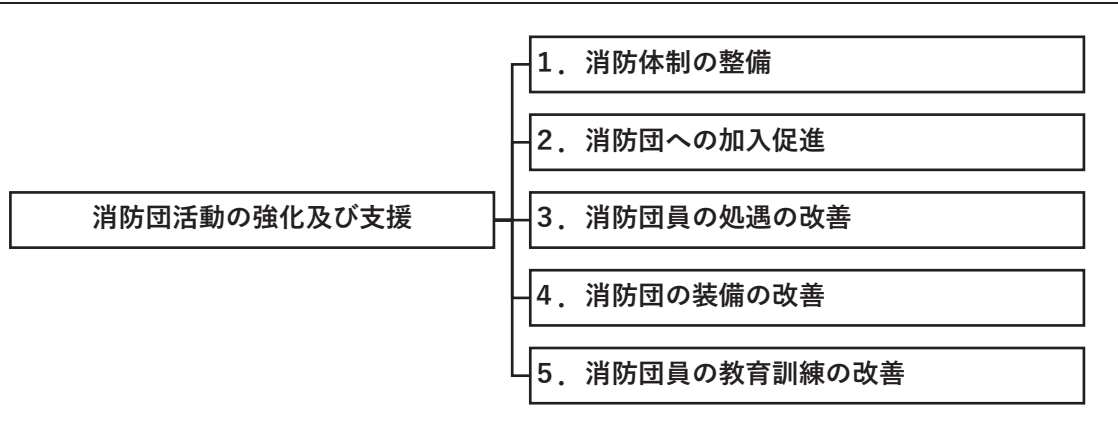 1．消防体制の整備
2．消防団への加入促進
消防団活動の強化及び支援
3．消防団員の処遇の改善
4．消防団の装備の改善
5．消防団員の教育訓練の改善